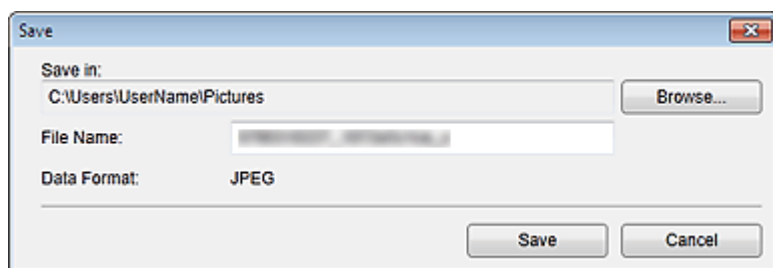 Save
Save in:
C:\Users\UserName\Pictures
Browse...
File Name:
Data Format: JPEG
Save Cancel